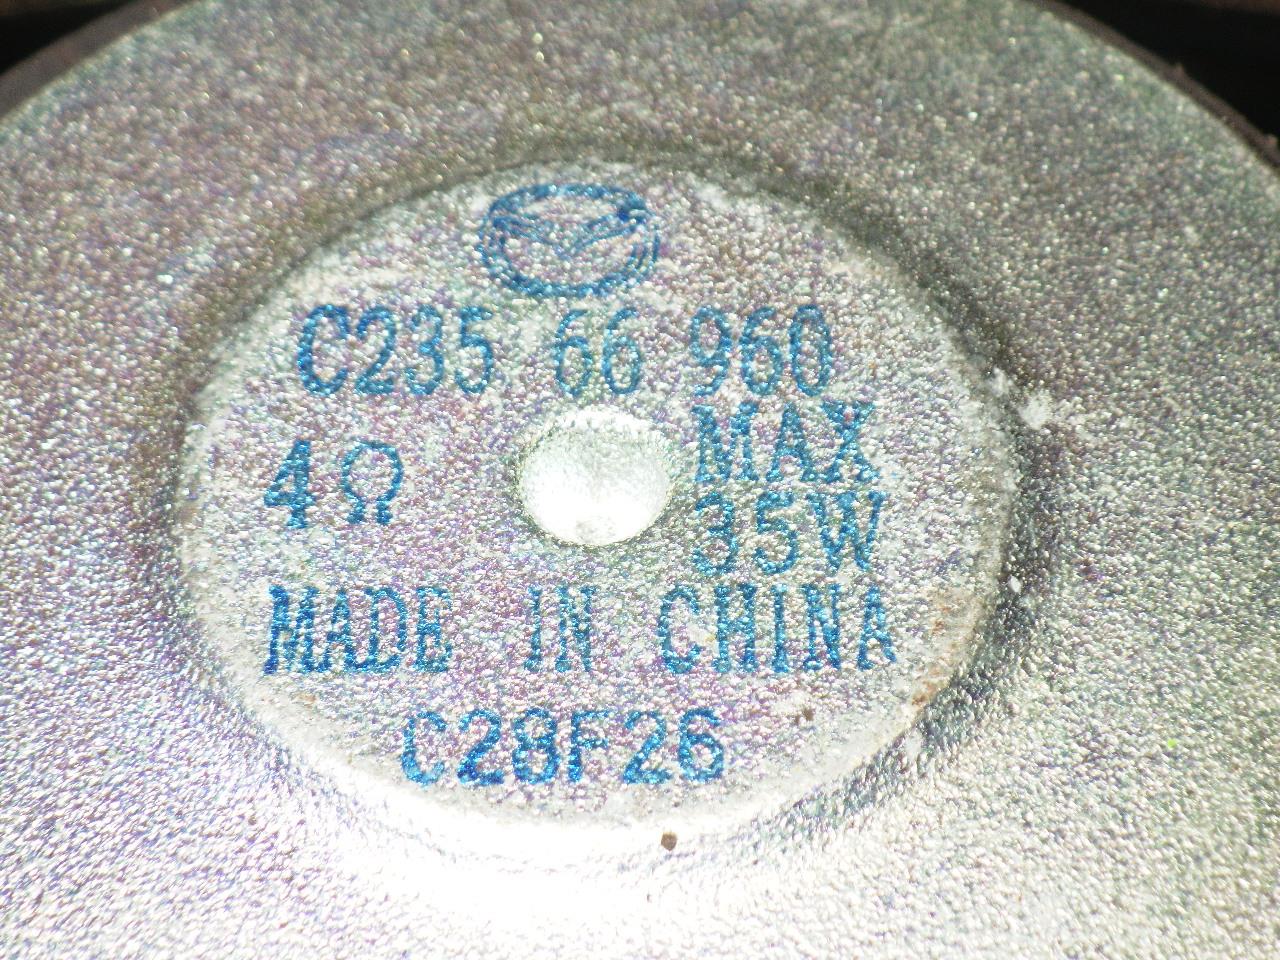 C235 66 960
4Ω MAX
35W
MADE IN CHINA
C28F26